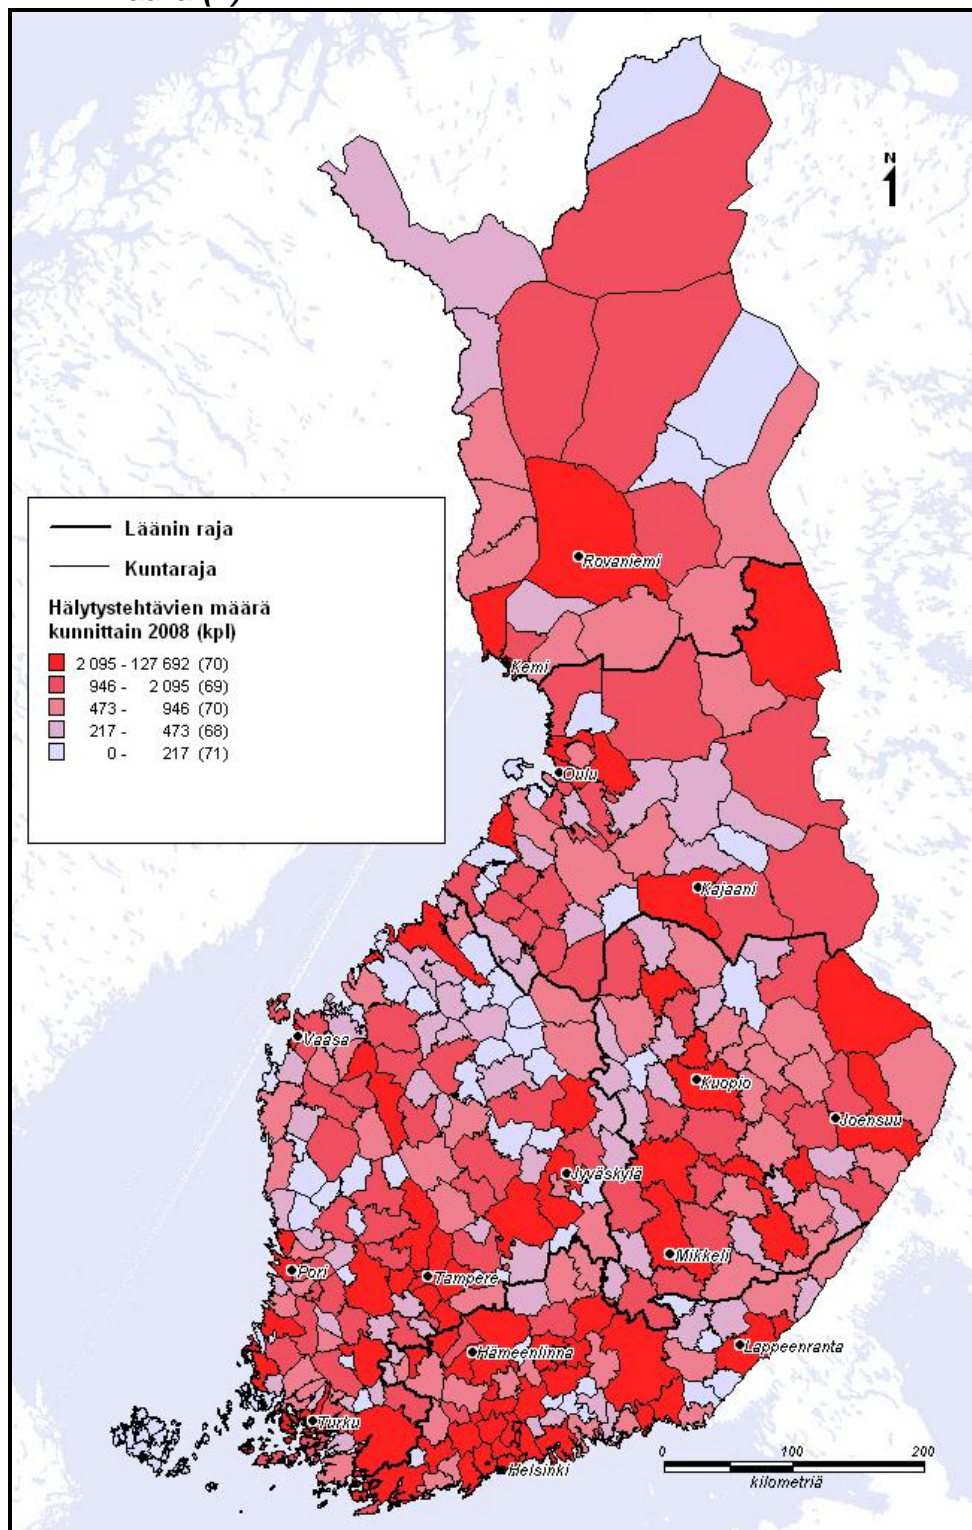 N
Läänin raja
Kuntaraja
Hälytystehtävien määrä
kunnittain 2008 (kpl)
2 095 - 127 692 (70)
946 - 2 095 (69)
473 - 946 (70)
217 - 473 (68)
0 - 217 (71)
Rovaniemi
Kemi
Oulu
Kajaani
Vaasa
Kuopio
Joensuu
Jyväskylä
Mikkeli
Pori
Tampere
Lappeenranta
Hämeenlinna
Turku
Helsinki
0 100 200
kilometriä